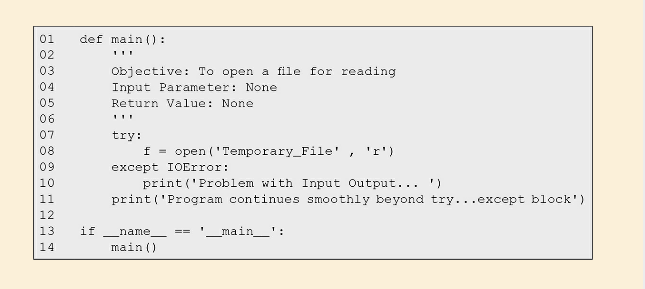 01 def main():
02 '''
03 Objective: To open a file for reading
04 Input Parameter: None
05 Return Value: None
06 '''
07 try:
08 f = open('Temporary_File' , 'r')
09 except IOError:
10 print('Problem with Input Output... ')
11 print('Program continues smoothly beyond try...except block')
12
13 if __name__ == '__main__':
14 main()